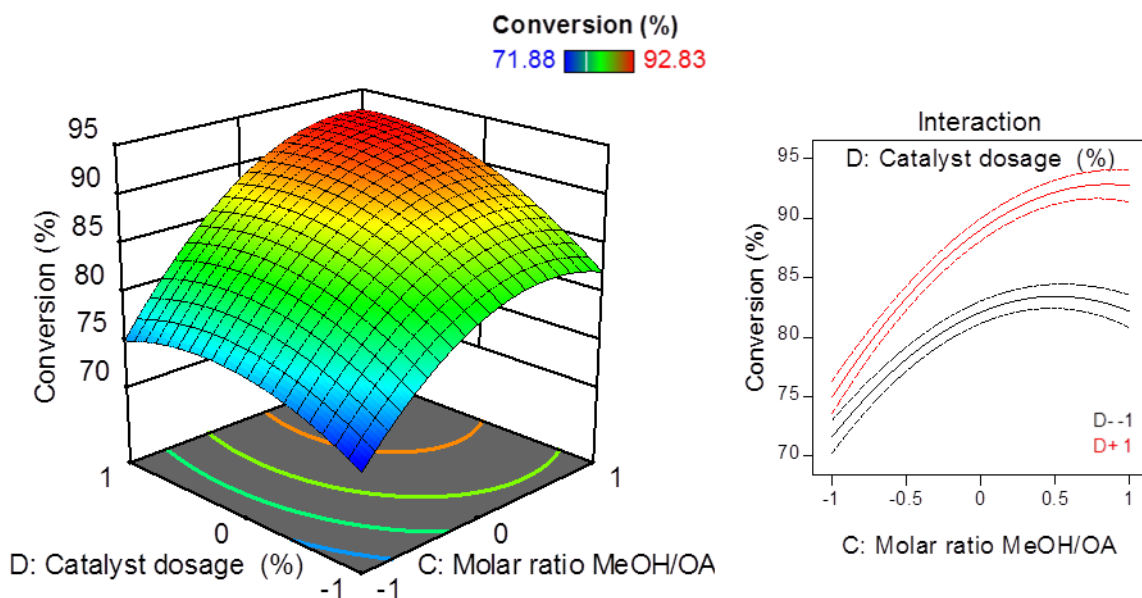 Conversion (%)
71.88 92.83
95
90
85
80
75
70
Conversion (%)
1
0
-1
D: Catalyst dosage (%)
-1
0
1
C: Molar ratio MeOH/OA
Interaction
D: Catalyst dosage (%)
95
90
85
80
75
70
Conversion (%)
D- -1
D+ 1
-1 -0.5 0 0.5 1
C: Molar ratio MeOH/OA